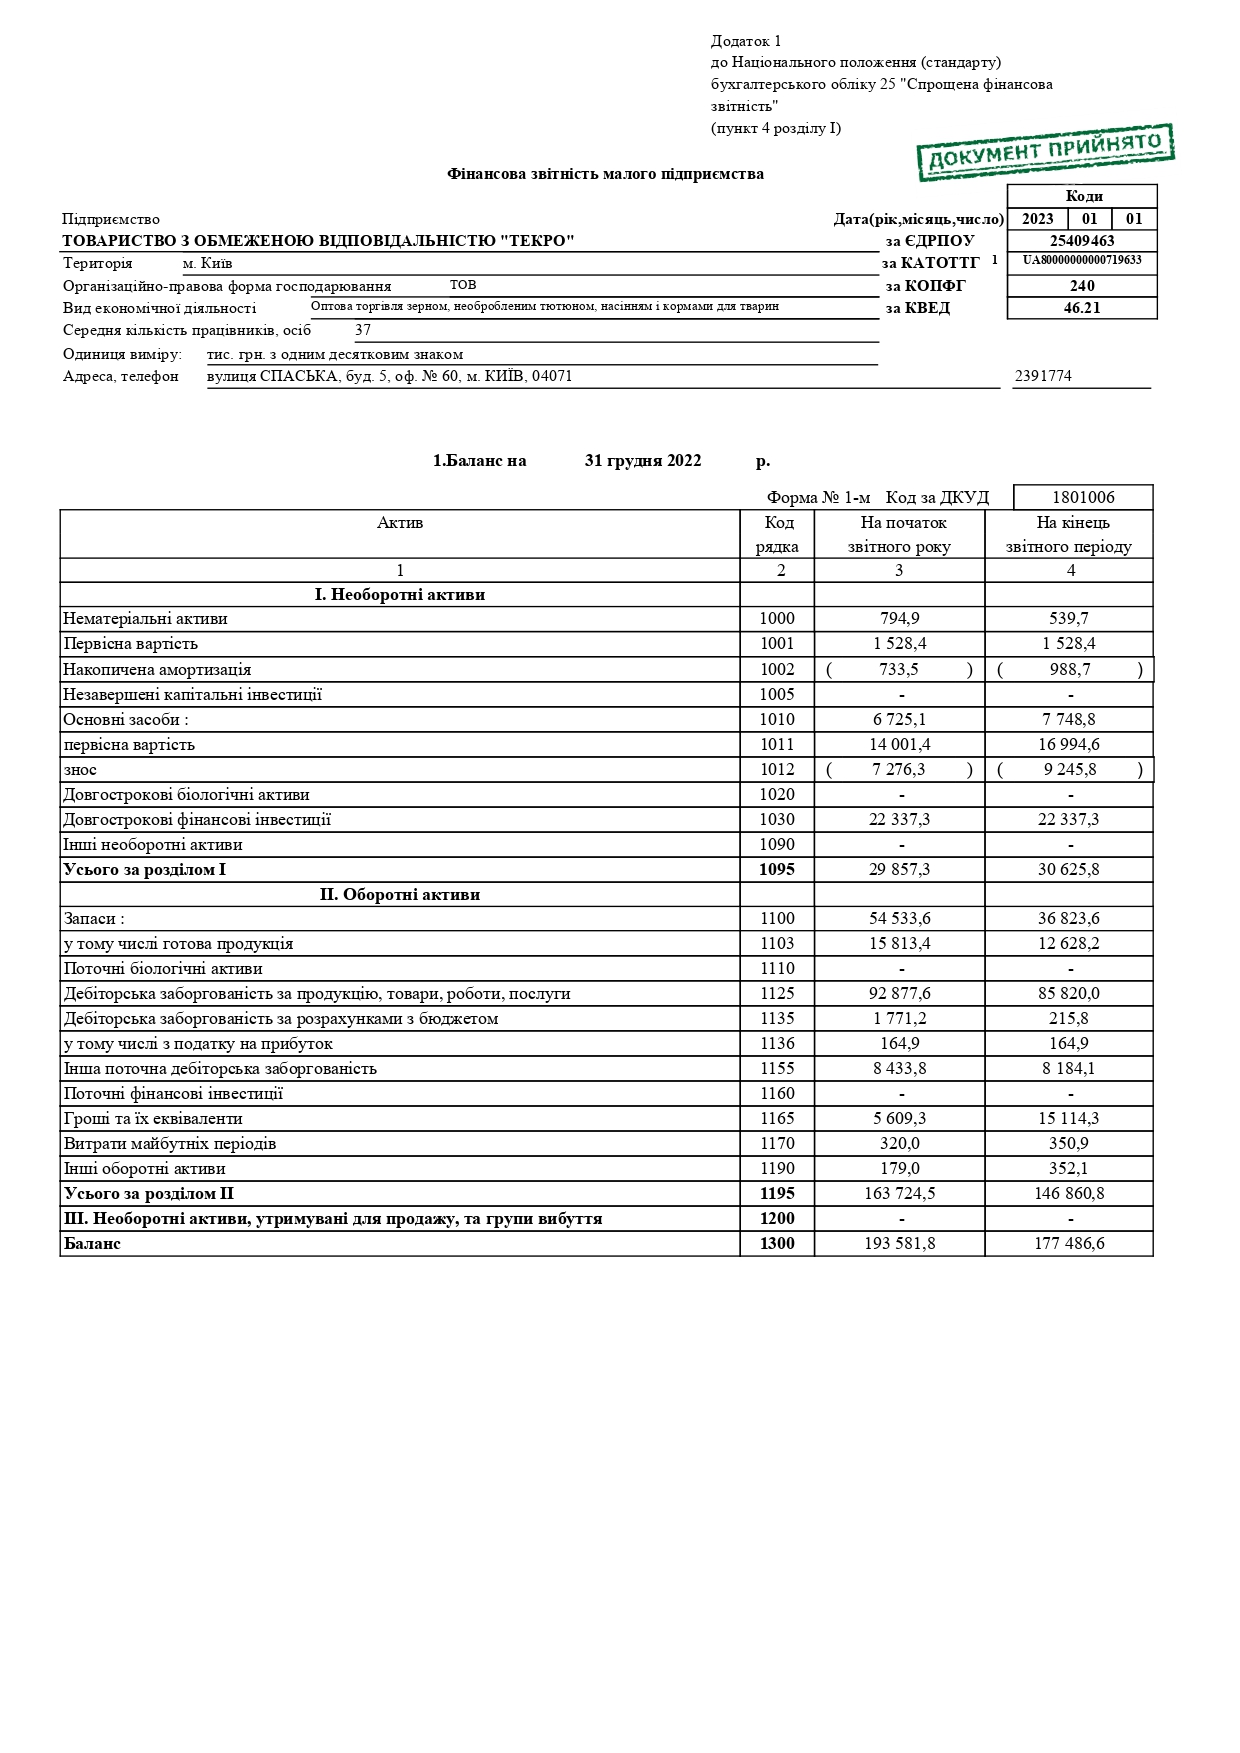 Додаток 1
до Національного положення (стандарту)
бухгалтерського обліку 25 "Спрощена фінансова
звітність"
(пункт 4 розділу I)
ДОКУМЕНТ ПРИЙНЯТО
Фінансова звітність малого підприємства
Коди
Підприємство Дата(рік,місяць,число) 2023 01 01
ТОВАРИСТВО З ОБМЕЖЕНОЮ ВІДПОВІДАЛЬНІСТЮ "ТЕКРО" за ЄДРПОУ 25409463
Територія м. Київ за КАТОТТГ 1 UA80000000000719633
Організаційно-правова форма господарювання ТОВ за КОПФГ 240
Вид економічної діяльності Оптова торгівля зерном, необробленим тютюном, насінням і кормами для тварин за КВЕД 46.21
Середня кількість працівників, осіб 37
Одиниця виміру: тис. грн. з одним десятковим знаком
Адреса, телефон вулиця СПАСЬКА, буд. 5, оф. № 60, м. КИЇВ, 04071 2391774
1.Баланс на 31 грудня 2022 р.
Форма № 1-м Код за ДКУД 1801006
Актив Код рядка На початок звітного року На кінець звітного періоду
1 2 3 4
I. Необоротні активи
Нематеріальні активи 1000 794,9 539,7
Первісна вартість 1001 1 528,4 1 528,4
Накопичена амортизація 1002 ( 733,5 ) ( 988,7 )
Незавершені капітальні інвестиції 1005 - -
Основні засоби : 1010 6 725,1 7 748,8
первісна вартість 1011 14 001,4 16 994,6
знос 1012 ( 7 276,3 ) ( 9 245,8 )
Довгострокові біологічні активи 1020 - -
Довгострокові фінансові інвестиції 1030 22 337,3 22 337,3
Інші необоротні активи 1090 - -
Усього за розділом I 1095 29 857,3 30 625,8
II. Оборотні активи
Запаси : 1100 54 533,6 36 823,6
у тому числі готова продукція 1103 15 813,4 12 628,2
Поточні біологічні активи 1110 - -
Дебіторська заборгованість за продукцію, товари, роботи, послуги 1125 92 877,6 85 820,0
Дебіторська заборгованість за розрахунками з бюджетом 1135 1 771,2 215,8
у тому числі з податку на прибуток 1136 164,9 164,9
Інша поточна дебіторська заборгованість 1155 8 433,8 8 184,1
Поточні фінансові інвестиції 1160 - -
Гроші та їх еквіваленти 1165 5 609,3 15 114,3
Витрати майбутніх періодів 1170 320,0 350,9
Інші оборотні активи 1190 179,0 352,1
Усього за розділом II 1195 163 724,5 146 860,8
III. Необоротні активи, утримувані для продажу, та групи вибуття 1200 - -
Баланс 1300 193 581,8 177 486,6